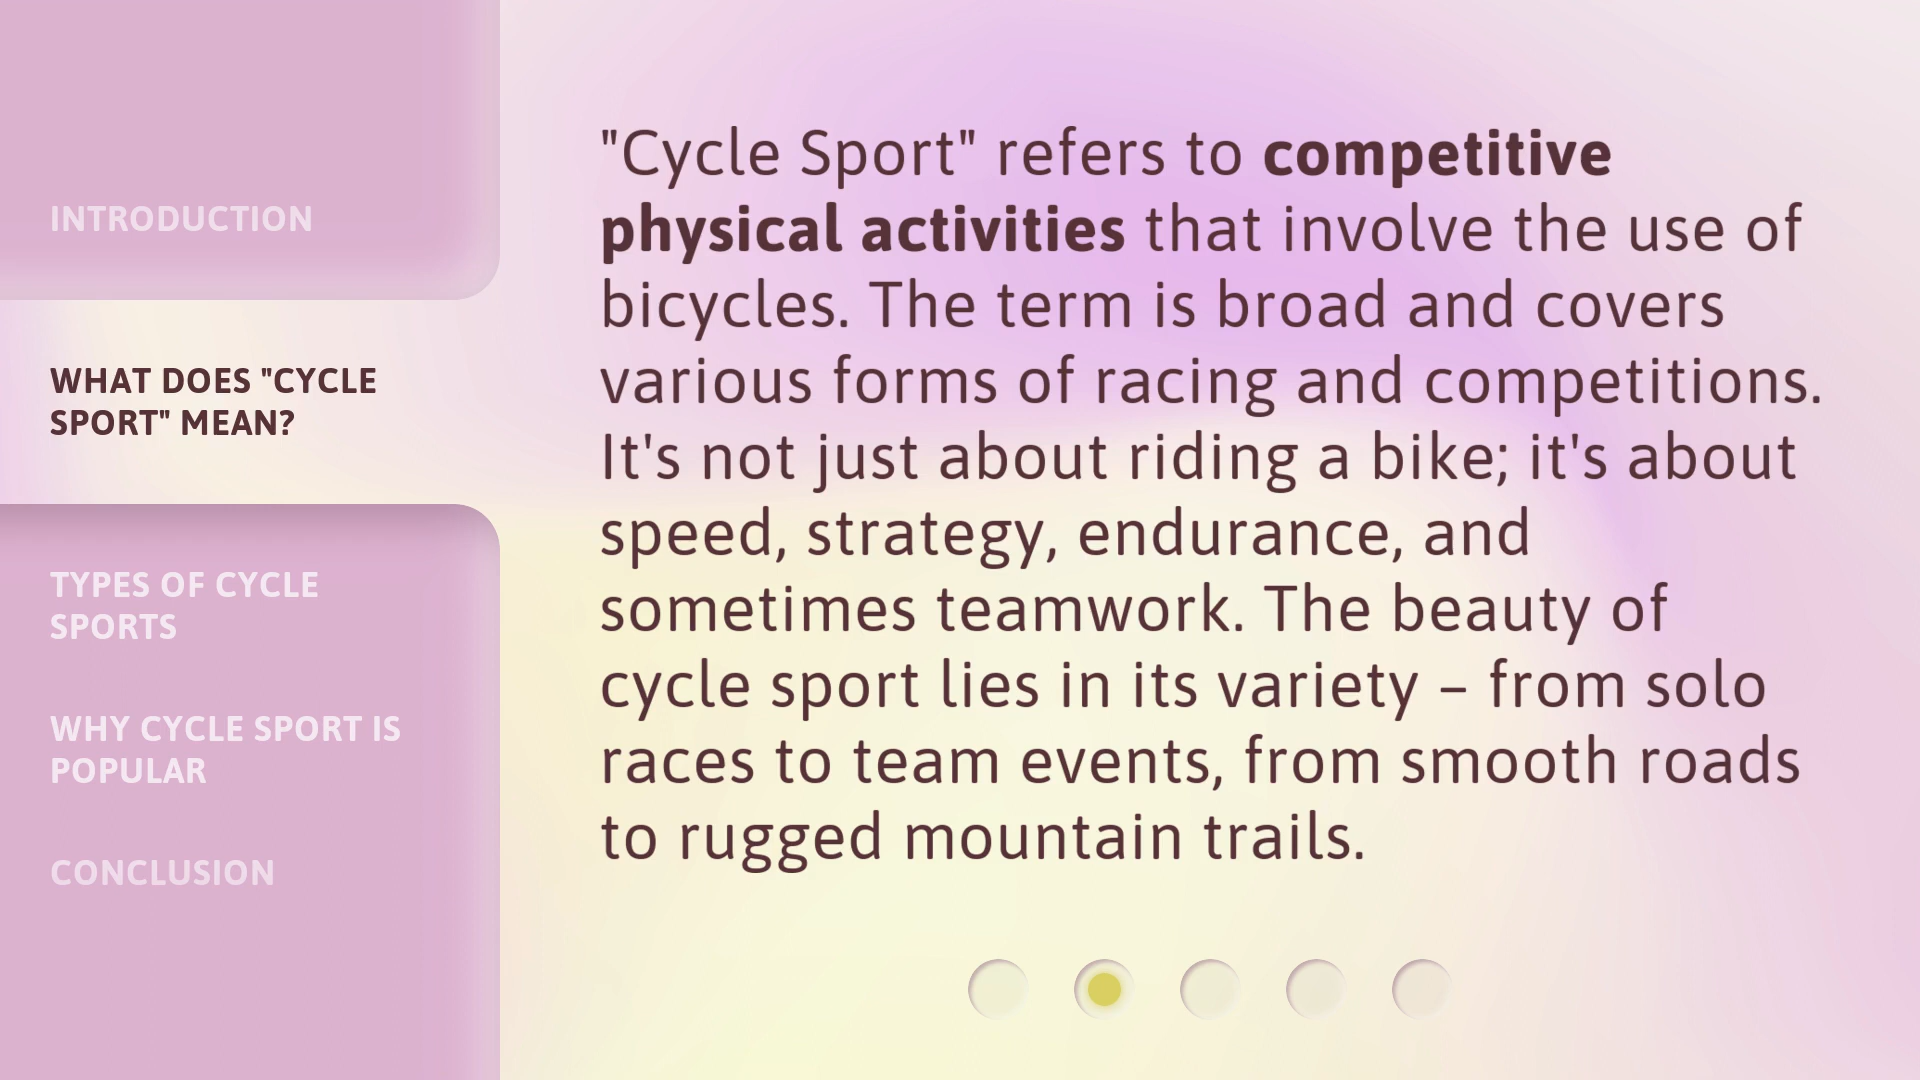 INTRODUCTION
WHAT DOES "CYCLE
SPORT" MEAN?
TYPES OF CYCLE
SPORTS
WHY CYCLE SPORT IS
POPULAR
CONCLUSION
"Cycle Sport" refers to competitive
physical activities that involve the use of
bicycles. The term is broad and covers
various forms of racing and competitions.
It's not just about riding a bike; it's about
speed, strategy, endurance, and
sometimes teamwork. The beauty of
cycle sport lies in its variety – from solo
races to team events, from smooth roads
to rugged mountain trails.